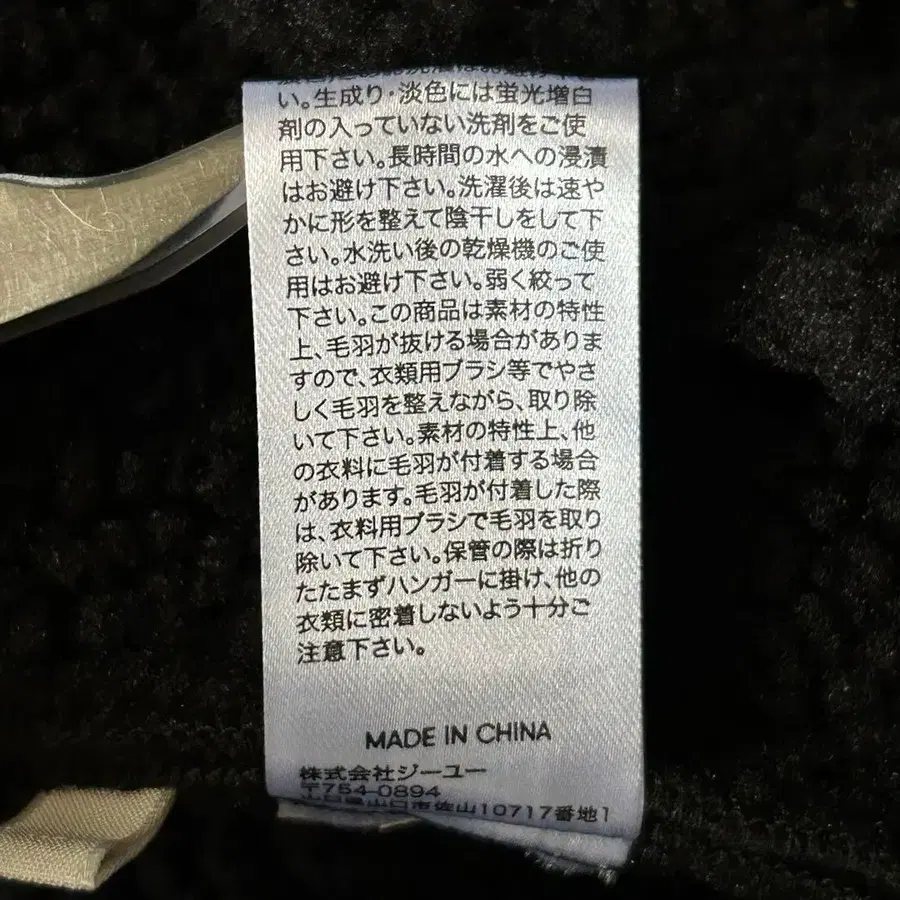 い。生成り・淡色には蛍光増白
剤の入っていない洗剤をご使
用下さい。長時間の水への浸漬
はお避け下さい。洗濯後は速や
かに形を整えて陰干しをして下
さい。水洗い後の乾燥機のご使
用はお避け下さい。弱く絞って
下さい。この商品は素材の特性
上、毛羽が抜ける場合がありま
すので、衣類用ブラシ等でやさ
しく毛羽を整えながら、取り除
いて下さい。素材の特性上、他
の衣料に毛羽が付着する場合
があります。毛羽が付着した際
は、衣料用ブラシで毛羽を取り
除いて下さい。保管の際は折り
たたまずハンガーに掛け、他の
衣類に密着しないよう十分ご
注意下さい。
MADE IN CHINA
株式会社ジーユー
〒754-0894
山口県山口市佐山10717番地1